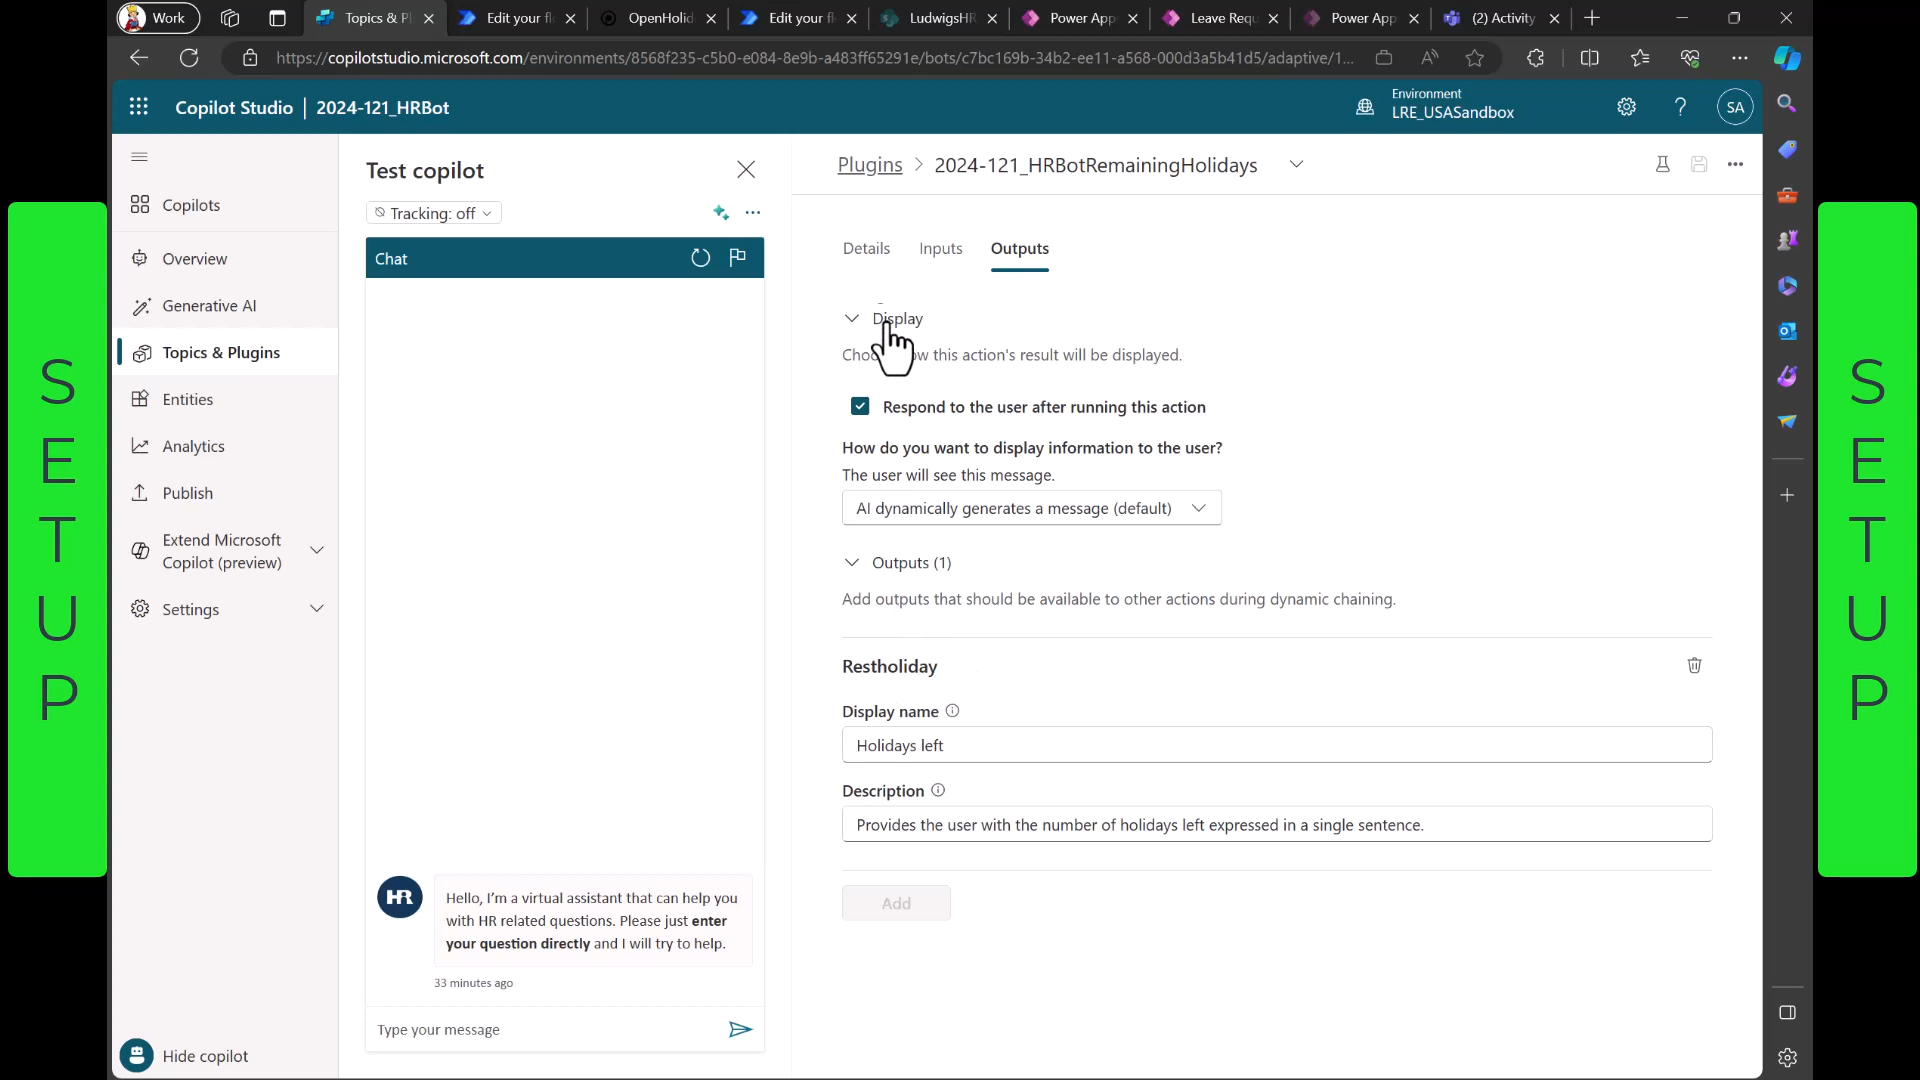 Work
Topics & Pl
Edit your fl
OpenHolid
Edit your fl
LudwigsHR
Power App
Leave Requ
Power App
(2) Activity
https://copilotstudio.microsoft.com/environments/8568f235-c5b0-e084-8e9b-a483ff65291e/bots/c7bc169b-34b2-ee11-a568-000d3a5b41d5/adaptive/1...
Copilot Studio | 2024-121_HRBot
Environment
LRE_USASandbox
?
SA
Copilots
Overview
Generative AI
Topics & Plugins
Entities
Analytics
Publish
Extend Microsoft
Copilot (preview)
Settings
Hide copilot
Test copilot
Tracking: off
Chat
HR
Hello, I'm a virtual assistant that can help you
with HR related questions. Please just enter
your question directly and I will try to help.
33 minutes ago
Type your message
Plugins > 2024-121_HRBotRemainingHolidays
Details
Inputs
Outputs
Display
this action's result will be displayed.
Respond to the user after running this action
How do you want to display information to the user?
The user will see this message.
AI dynamically generates a message (default)
Outputs (1)
Add outputs that should be available to other actions during dynamic chaining.
Restholiday
Display name
Holidays left
Description
Provides the user with the number of holidays left expressed in a single sentence.
Add
S
E
T
U
P
S
E
T
U
P